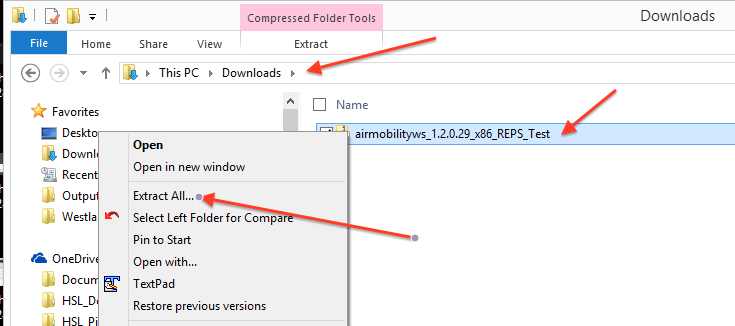 Compressed Folder Tools
Downloads
File
Home
Share
View
Extract
This PC
Downloads
Favorites
Name
Deskto
airmobilityws_1.2.0.29_x86_REPS_Test
Downlo
Recent
Output
Westla
OneDrive
Docum
HSL_De
HSL_Pi
Open
Open in new window
Extract All...
Select Left Folder for Compare
Pin to Start
Open with...
TextPad
Restore previous versions